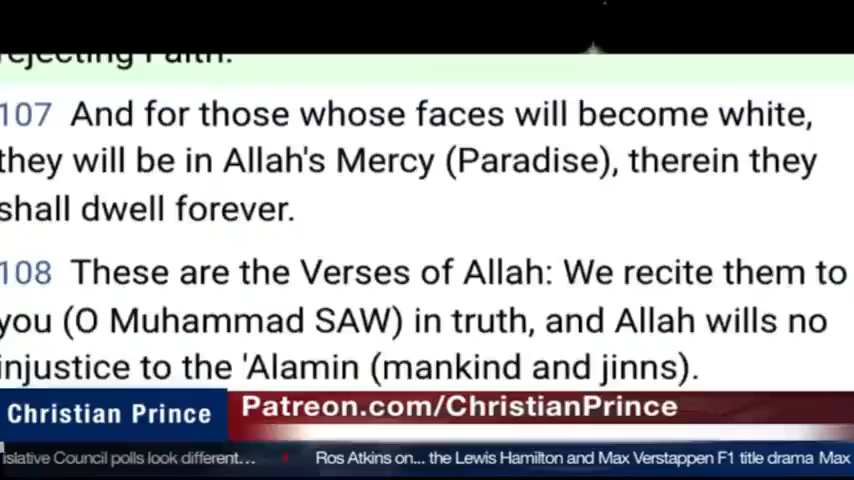 rejecting Faith.
107 And for those whose faces will become white,
they will be in Allah's Mercy (Paradise), therein they
shall dwell forever.
108 These are the Verses of Allah: We recite them to
you (O Muhammad SAW) in truth, and Allah wills no
injustice to the 'Alamin (mankind and jinns).
Christian Prince
Patreon.com/ChristianPrince
islative Council polls look different... Ros Atkins on... the Lewis Hamilton and Max Verstappen F1 title drama Max